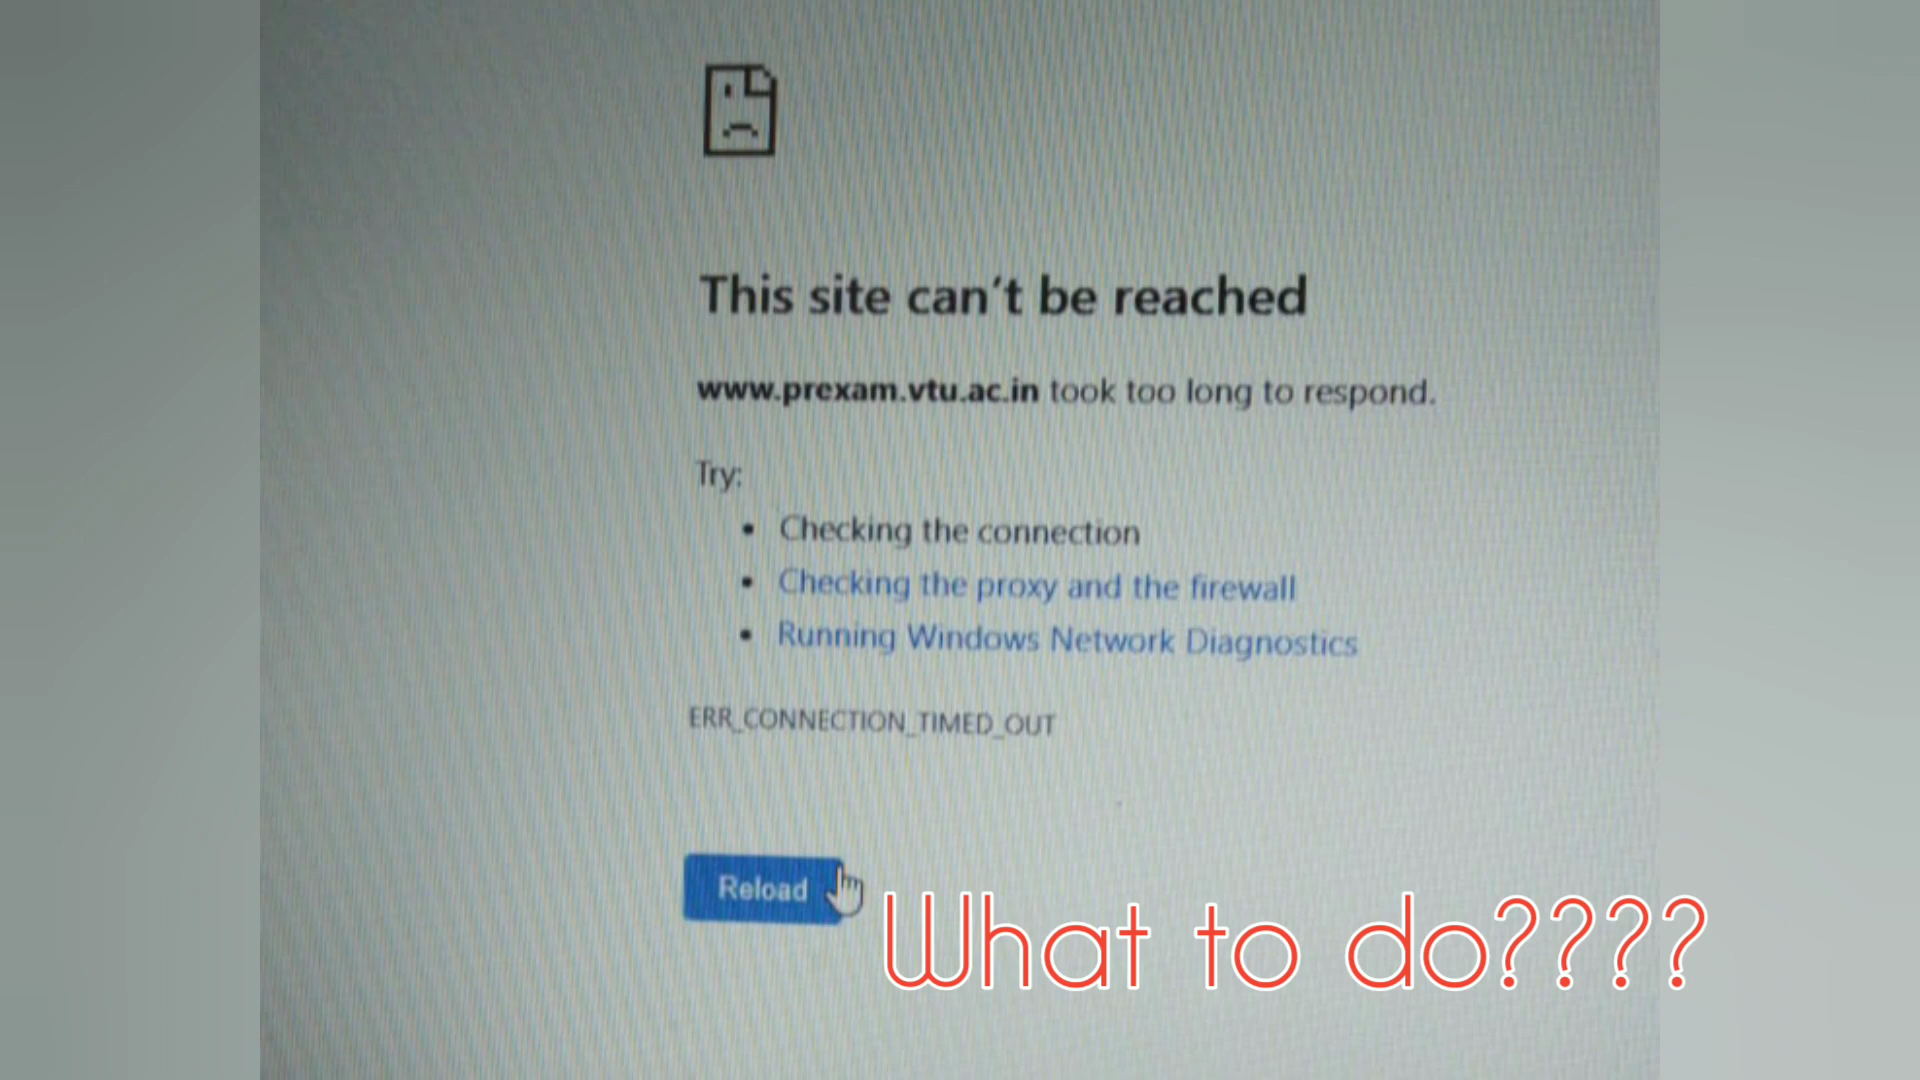 This site can't be reached
www.prexam.vtu.ac.in took too long to respond.
Try:
• Checking the connection
• Checking the proxy and the firewall
• Running Windows Network Diagnostics
ERR_CONNECTION_TIMED_OUT
Reload
What to do????